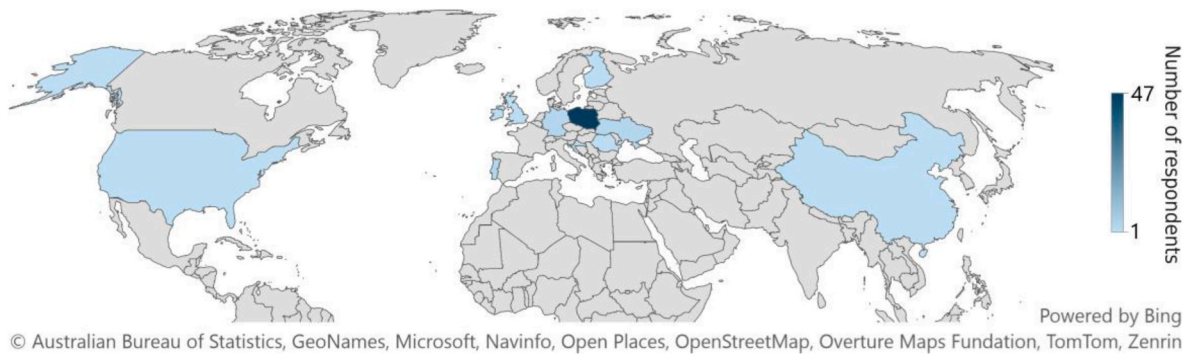 Number of respondents
47
1
Powered by Bing
© Australian Bureau of Statistics, GeoNames, Microsoft, Navinfo, Open Places, OpenStreetMap, Overture Maps Fundation, TomTom, Zenrin